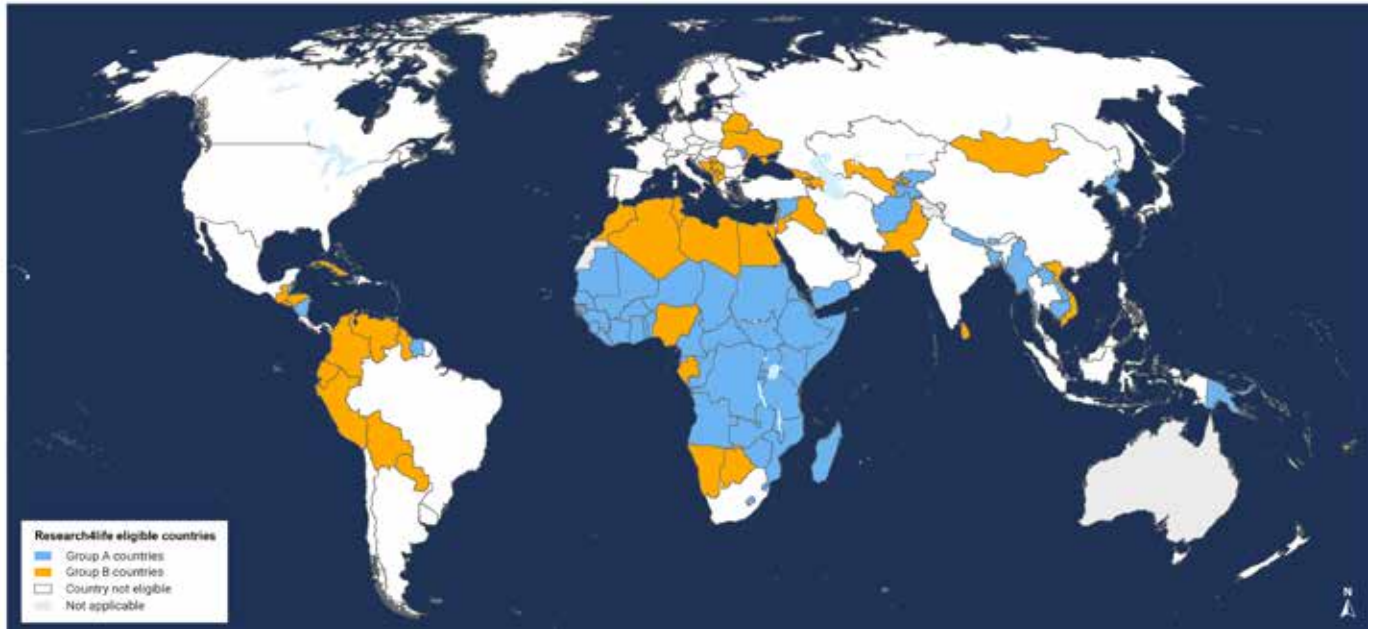 Research4life eligible countries
Group A countries
Group B countries
Country not eligible
Not applicable
N